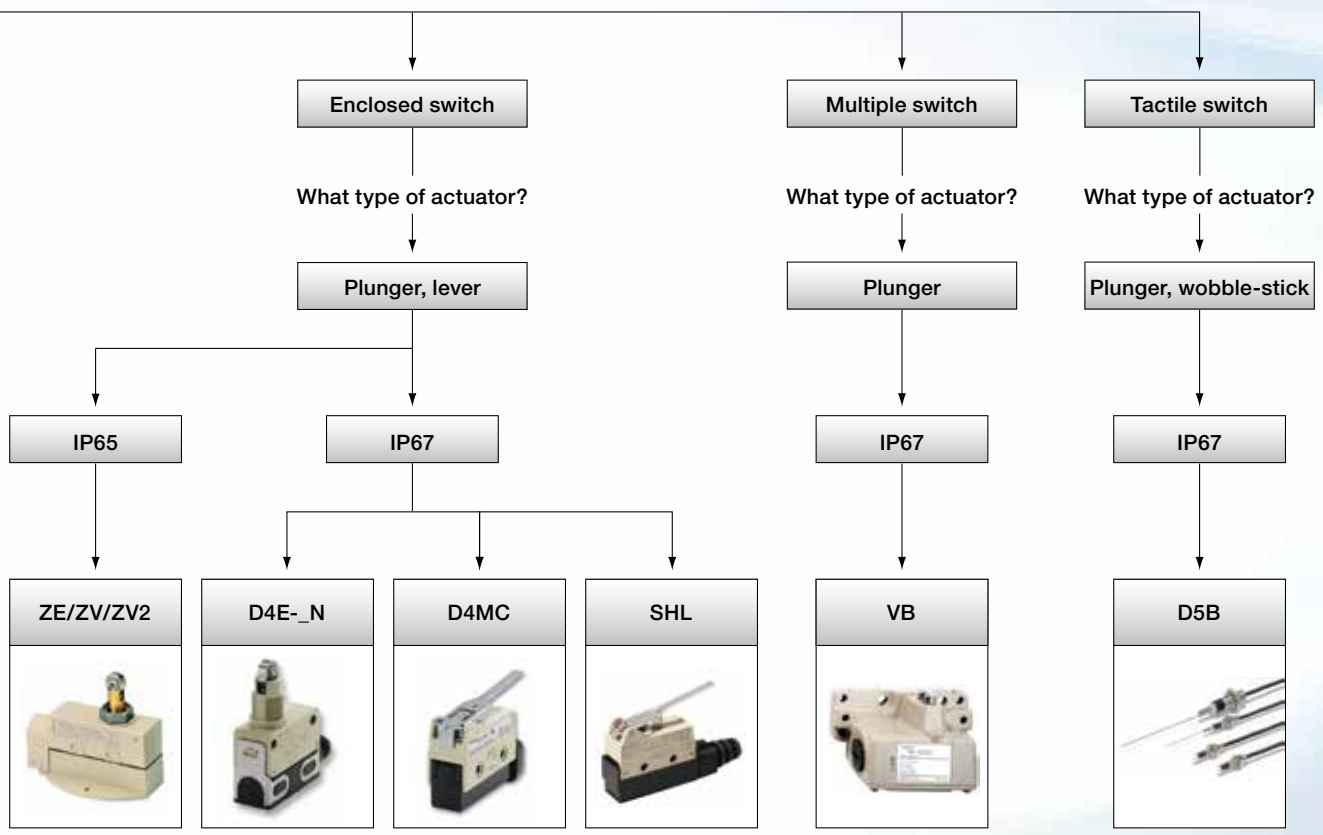 Enclosed switch
Multiple switch
Tactile switch
What type of actuator?
What type of actuator?
What type of actuator?
Plunger, lever
Plunger
Plunger, wobble-stick
IP65
IP67
IP67
IP67
ZE/ZV/ZV2
D4E-_N
D4MC
SHL
VB
D5B